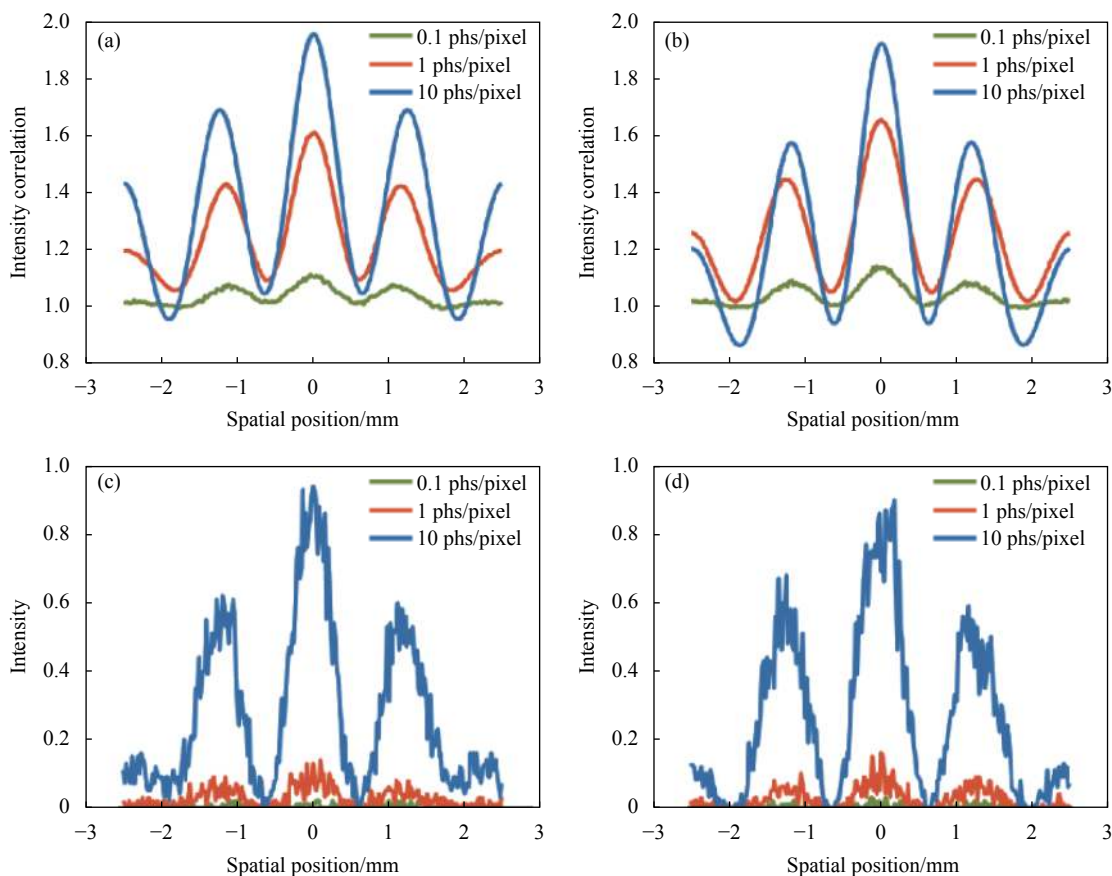 (a)
0.1 phs/pixel
1 phs/pixel
10 phs/pixel
2.0
1.8
1.6
1.4
1.2
1.0
0.8
Intensity correlation
−3 −2 −1 0 1 2 3
Spatial position/mm
(b)
0.1 phs/pixel
1 phs/pixel
10 phs/pixel
2.0
1.8
1.6
1.4
1.2
1.0
0.8
Intensity correlation
−3 −2 −1 0 1 2 3
Spatial position/mm
(c)
0.1 phs/pixel
1 phs/pixel
10 phs/pixel
1.0
0.8
0.6
0.4
0.2
0
Intensity
−3 −2 −1 0 1 2 3
Spatial position/mm
(d)
0.1 phs/pixel
1 phs/pixel
10 phs/pixel
1.0
0.8
0.6
0.4
0.2
0
Intensity
−3 −2 −1 0 1 2 3
Spatial position/mm